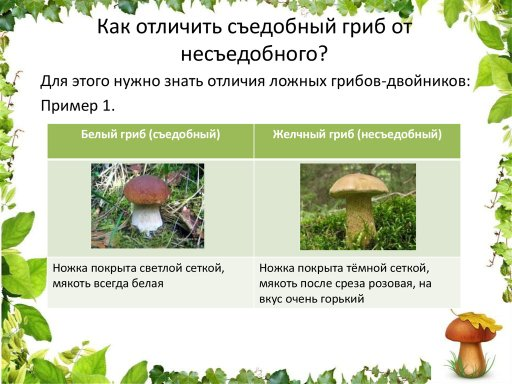 Как отличить съедобный гриб от
несъедобного?
Для этого нужно знать отличия ложных грибов-двойников:
Пример 1.
Белый гриб (съедобный)
Желчный гриб (несъедобный)
Ножка покрыта светлой сеткой,
мякоть всегда белая
Ножка покрыта тёмной сеткой,
мякоть после среза розовая, на
вкус очень горький